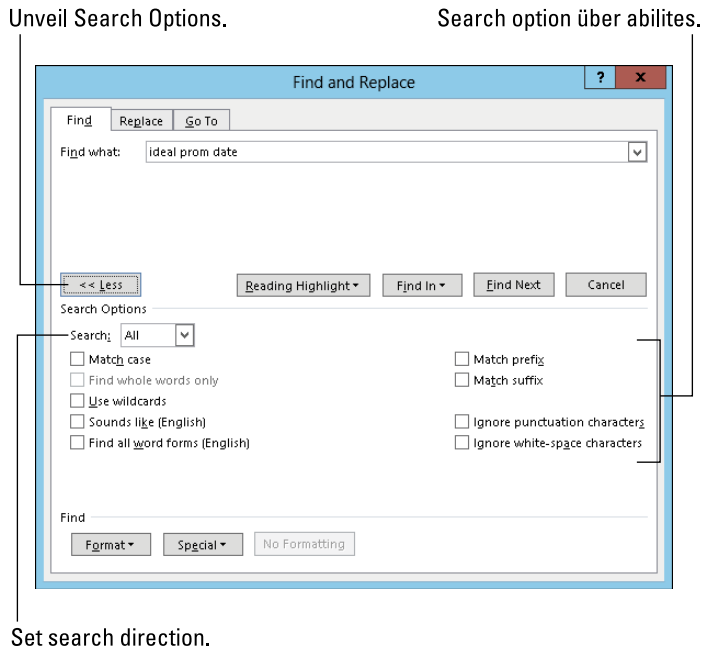 Unveil Search Options. Search option über abilites.
Find and Replace ? x
Find Replace Go To
Find what: ideal prom date
<< Less Reading Highlight Find In Find Next Cancel
Search Options
Search: All
Match case Match prefix
Find whole words only Match suffix
Use wildcards
Sounds like (English) Ignore punctuation characters
Find all word forms (English) Ignore white-space characters
Find
Format Special No Formatting
Set search direction.